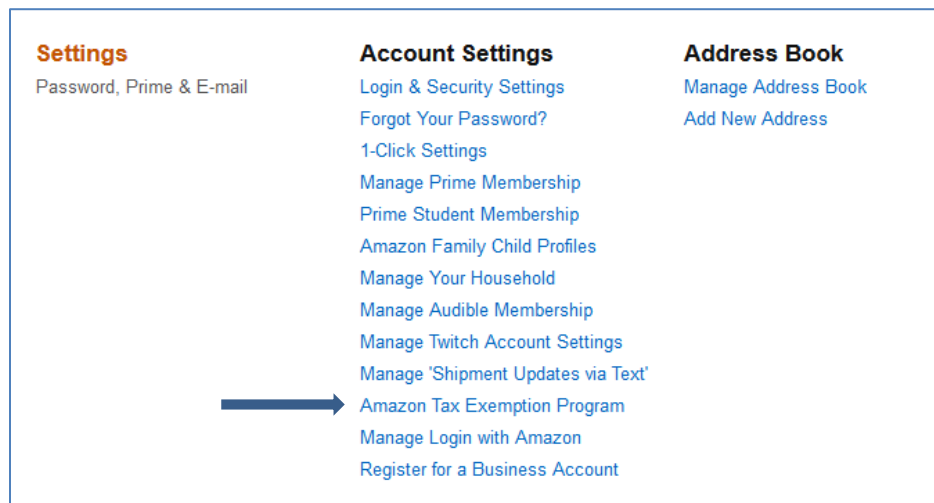 Settings
Password, Prime & E-mail
Account Settings
Login & Security Settings
Forgot Your Password?
1-Click Settings
Manage Prime Membership
Prime Student Membership
Amazon Family Child Profiles
Manage Your Household
Manage Audible Membership
Manage Twitch Account Settings
Manage 'Shipment Updates via Text'
Amazon Tax Exemption Program
Manage Login with Amazon
Register for a Business Account
Address Book
Manage Address Book
Add New Address